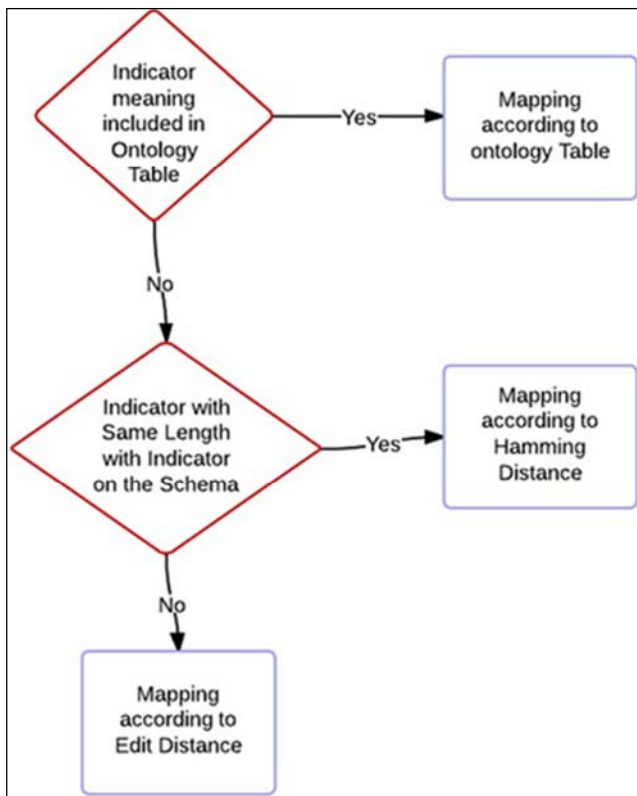 Indicator
meaning
included in
Ontology
Table
Yes
Mapping
according to
ontology Table
No
Indicator with
Same Length
with Indicator
on the Schema
Yes
Mapping
according to
Hamming
Distance
No
Mapping
according to
Edit Distance